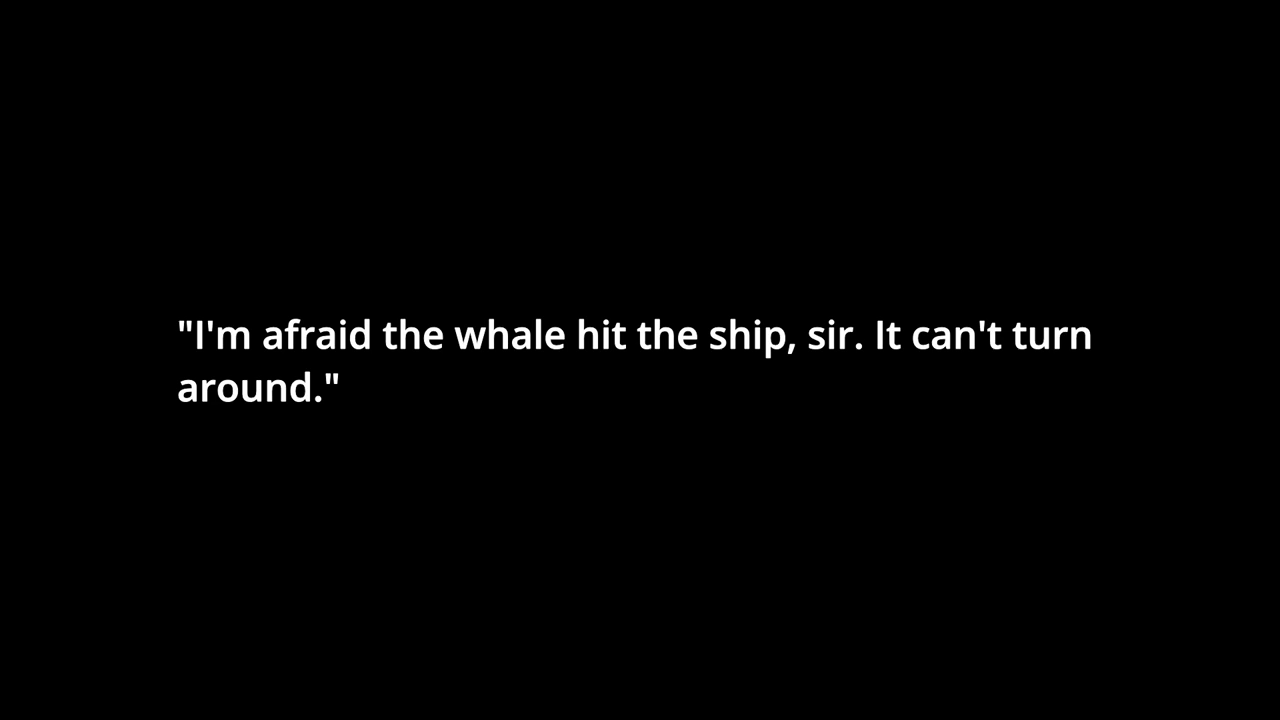 "I'm afraid the whale hit the ship, sir. It can't turn
around."